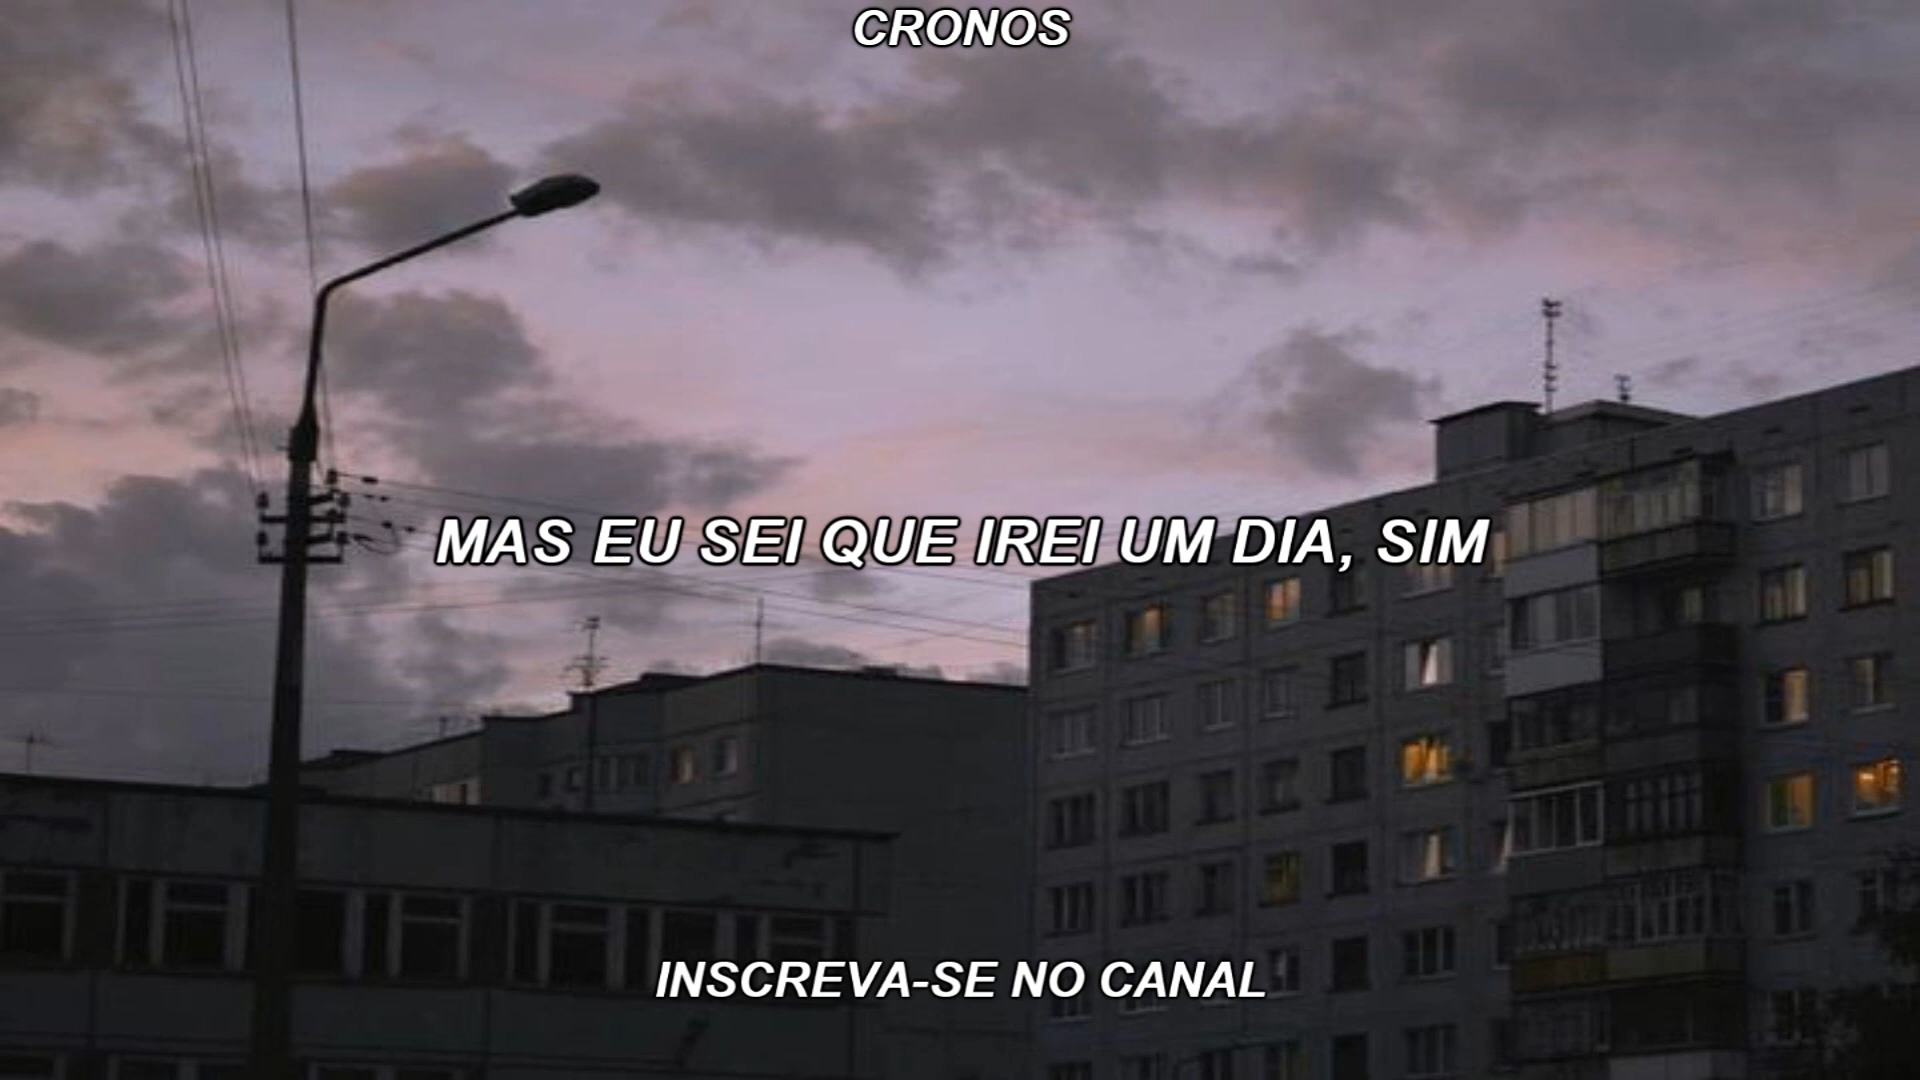 CRONOS
MAS EU SEI QUE IREI UM DIA, SIM
INSCREVA-SE NO CANAL